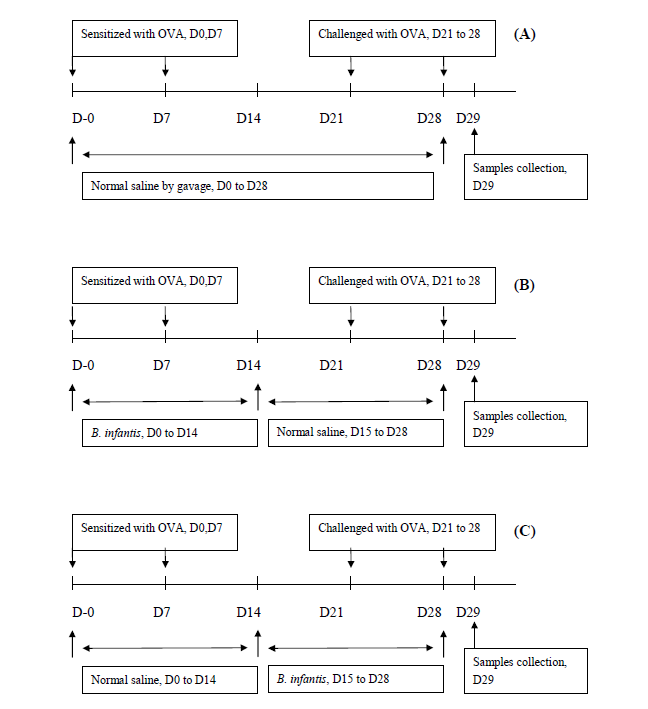 Sensitized with OVA, D0,D7
Challenged with OVA, D21 to 28
(A)
D-0 D7 D14 D21 D28 D29
Normal saline by gavage, D0 to D28
Samples collection,
D29
Sensitized with OVA, D0,D7
Challenged with OVA, D21 to 28
(B)
D-0 D7 D14 D21 D28 D29
B. infantis, D0 to D14
Normal saline, D15 to D28
Samples collection,
D29
Sensitized with OVA, D0,D7
Challenged with OVA, D21 to 28
(C)
D-0 D7 D14 D21 D28 D29
Normal saline, D0 to D14
B. infantis, D15 to D28
Samples collection,
D29